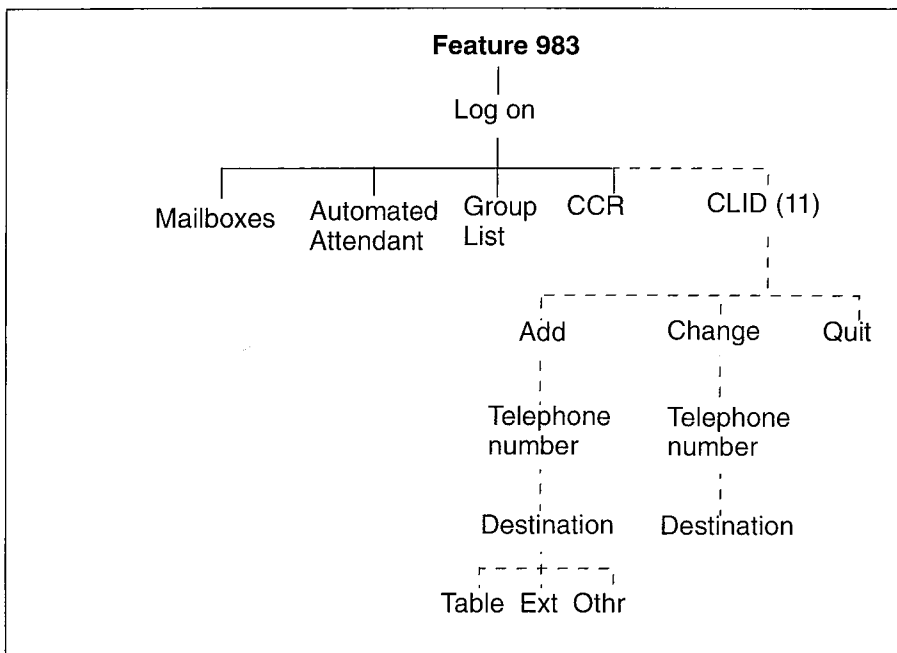 Feature 983
Log on
Mailboxes
Automated
Attendant
Group
List
CCR
CLID (11)
Add
Change
Quit
Telephone
number
Telephone
number
Destination
Destination
Table Ext Othr